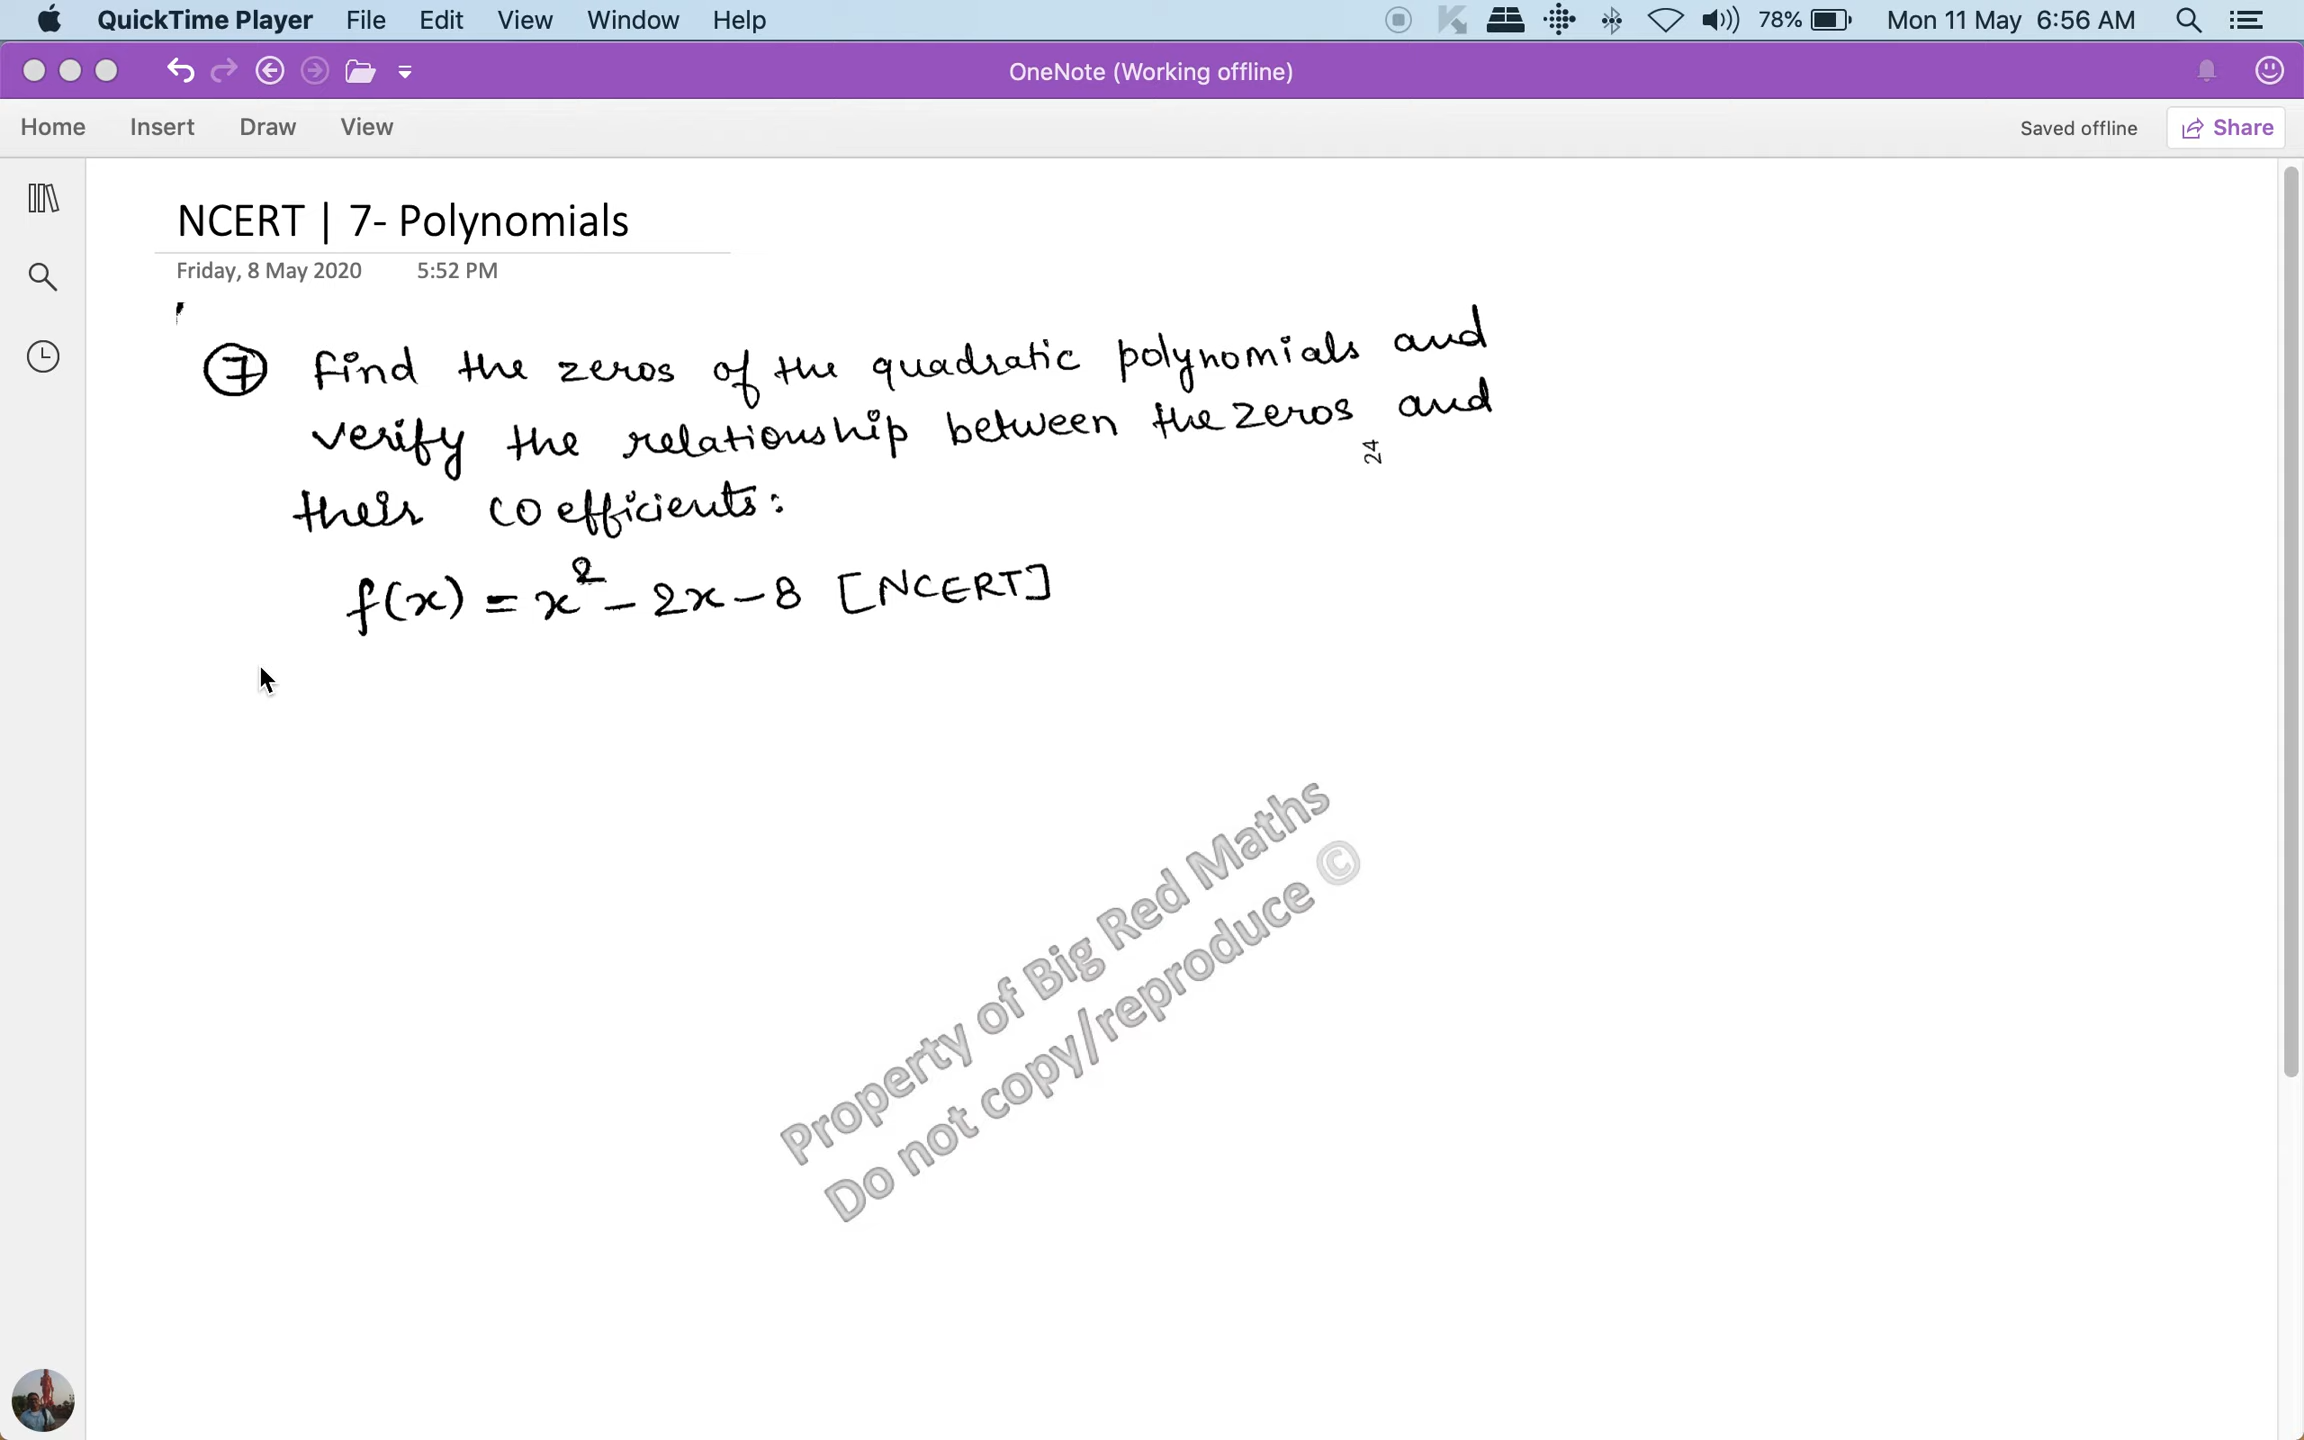 QuickTime Player File Edit View Window Help 78% Mon 11 May 6:56 AM
OneNote (Working offline)
Home Insert Draw View Saved offline Share
NCERT | 7- Polynomials
Friday, 8 May 2020 5:52 PM
7 Find the zeros of the quadratic polynomials and
verify the relationship between the zeros and
24
their coefficients:
f(x) = x² - 2x - 8 [NCERT]
Property of Big Red Maths
Do not copy/reproduce ©